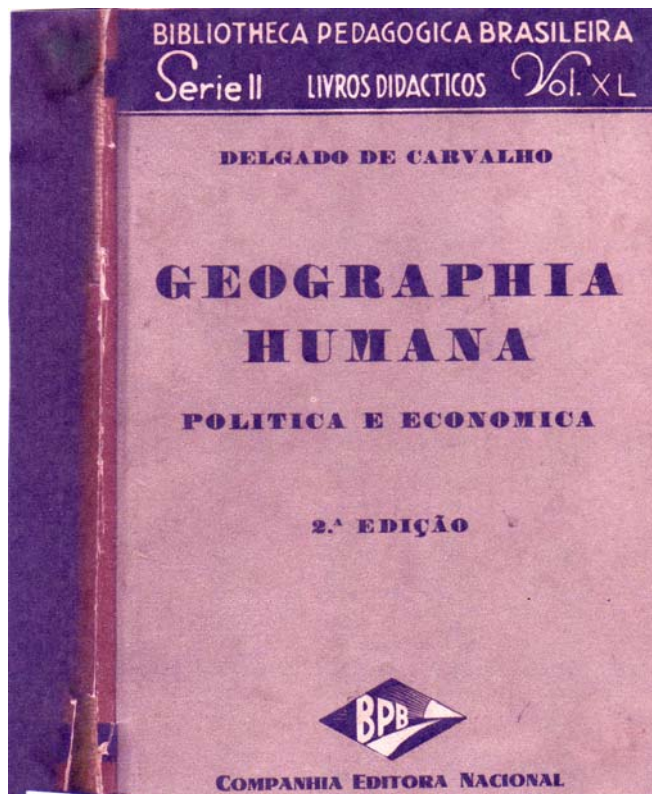 BIBLIOTHECA PEDAGOGICA BRASILEIRA
Serie II LIVROS DIDACTICOS Vol. XL
DELGADO DE CARVALHO
GEOGRAPHIA
HUMANA
POLITICA E ECONOMICA
2.ª EDIÇÃO
BPB
COMPANHIA EDITORA NACIONAL